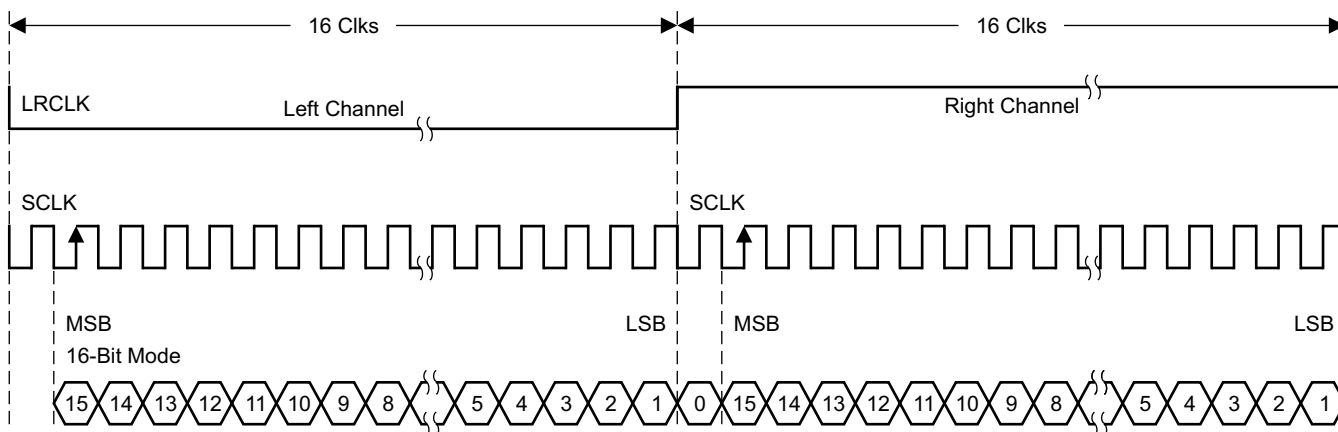 16 Clks 16 Clks
LRCLK Left Channel Right Channel
SCLK SCLK
MSB LSB MSB LSB
16-Bit Mode
15 14 13 12 11 10 9 8 5 4 3 2 1 0 15 14 13 12 11 10 9 8 5 4 3 2 1